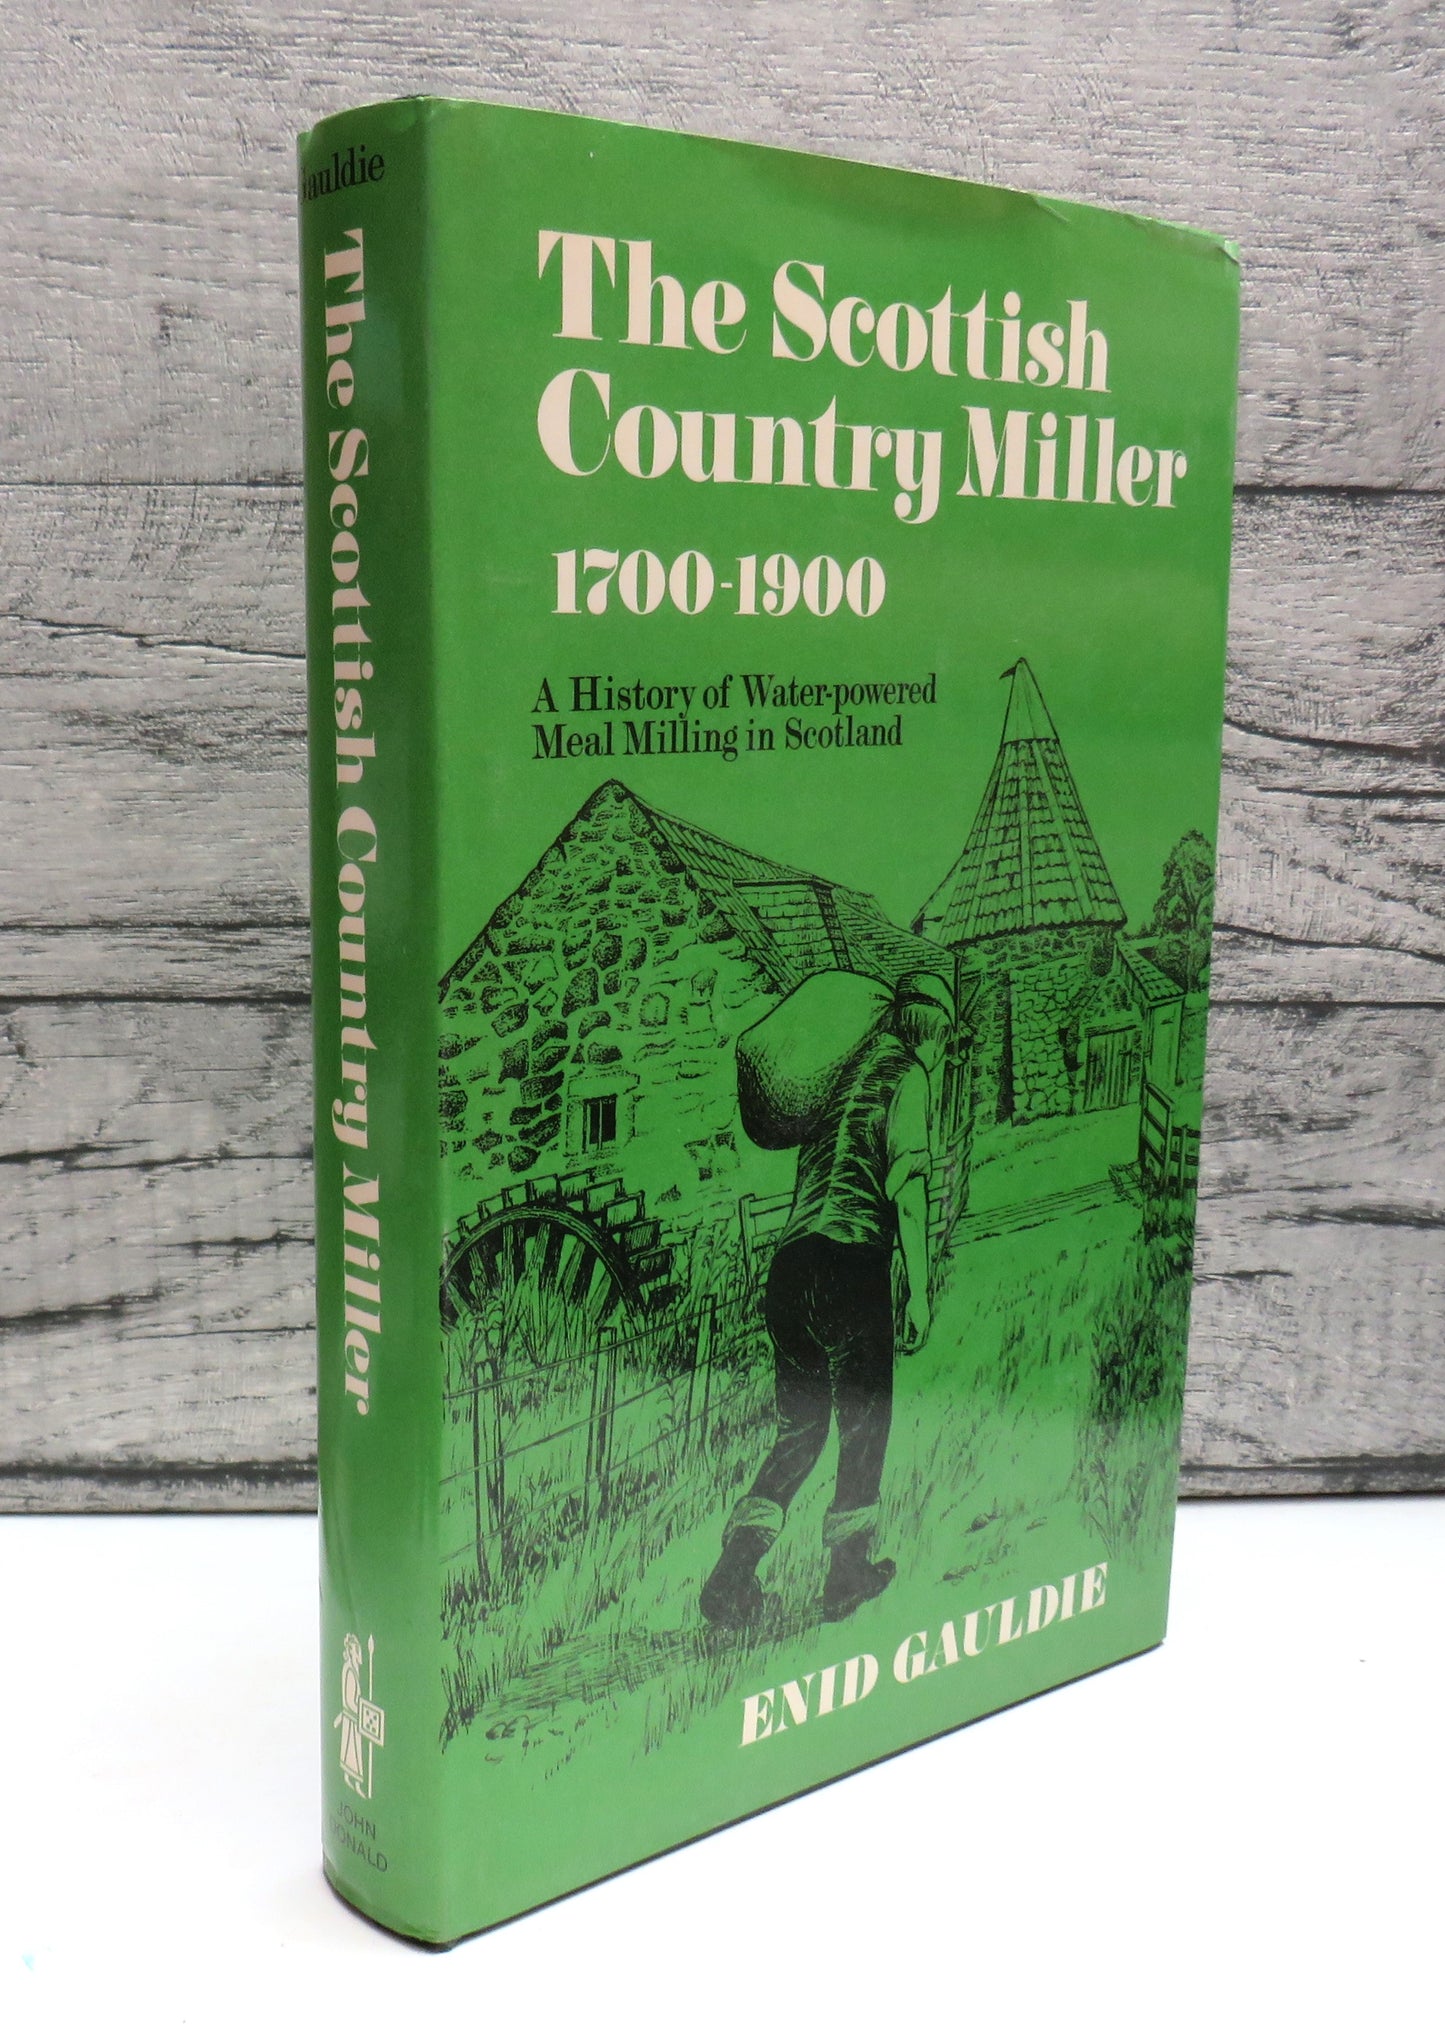 The Scottish
Country Miller
1700-1900
A History of Water-powered
Meal Milling in Scotland
ENID GAULDIE
Gauldie
The Scottish Country Miller
JOHN
DONALD